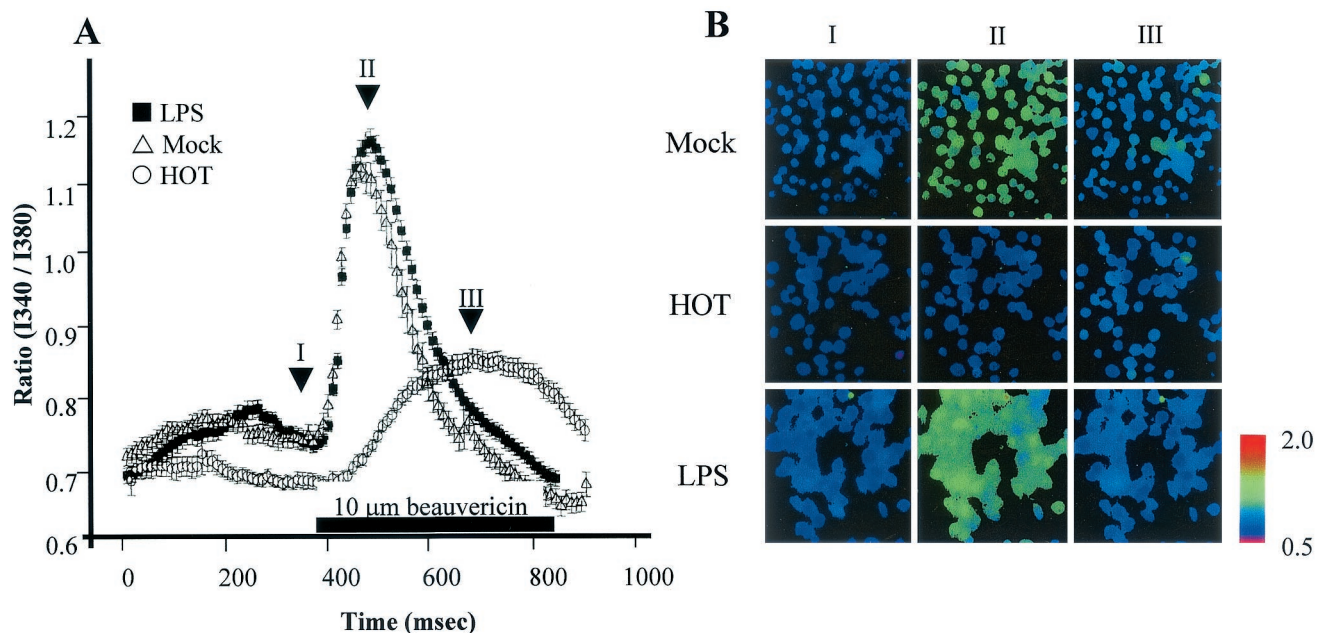 A
B
I
II
III
II
LPS
Mock
HOT
III
I
1.2
1.1
1.0
0.9
0.8
0.7
0.6
Ratio (I340 / I380)
10 μm beauvericin
0
200
400
600
800
1000
Time (msec)
Mock
HOT
LPS
2.0
0.5